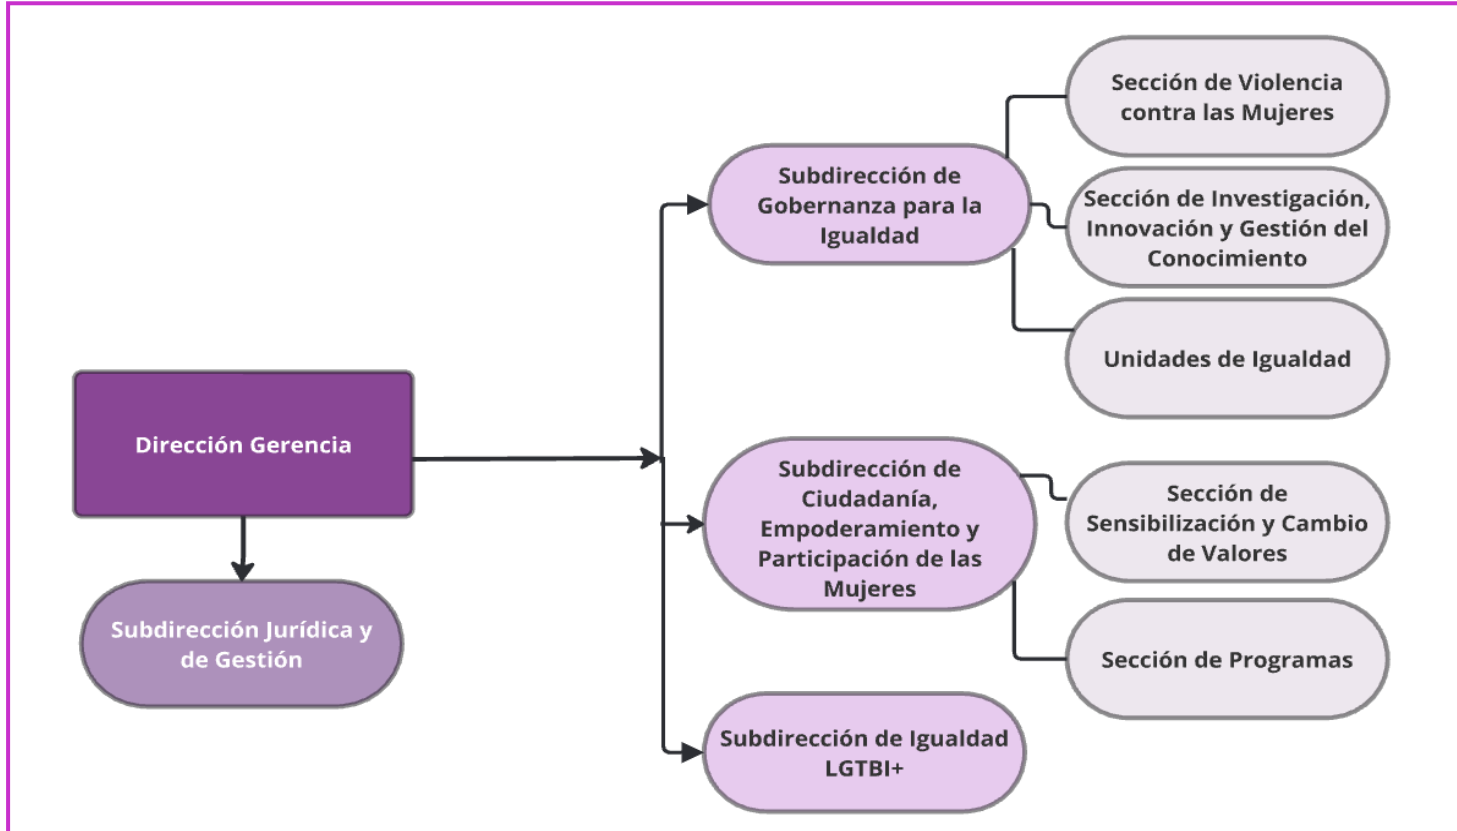 Dirección Gerencia
Subdirección Jurídica y
de Gestión
Subdirección de
Gobernanza para la
Igualdad
Sección de Violencia
contra las Mujeres
Sección de Investigación,
Innovación y Gestión del
Conocimiento
Unidades de Igualdad
Subdirección de
Ciudadanía,
Empoderamiento y
Participación de las
Mujeres
Sección de
Sensibilización y Cambio
de Valores
Sección de Programas
Subdirección de Igualdad
LGTBI+